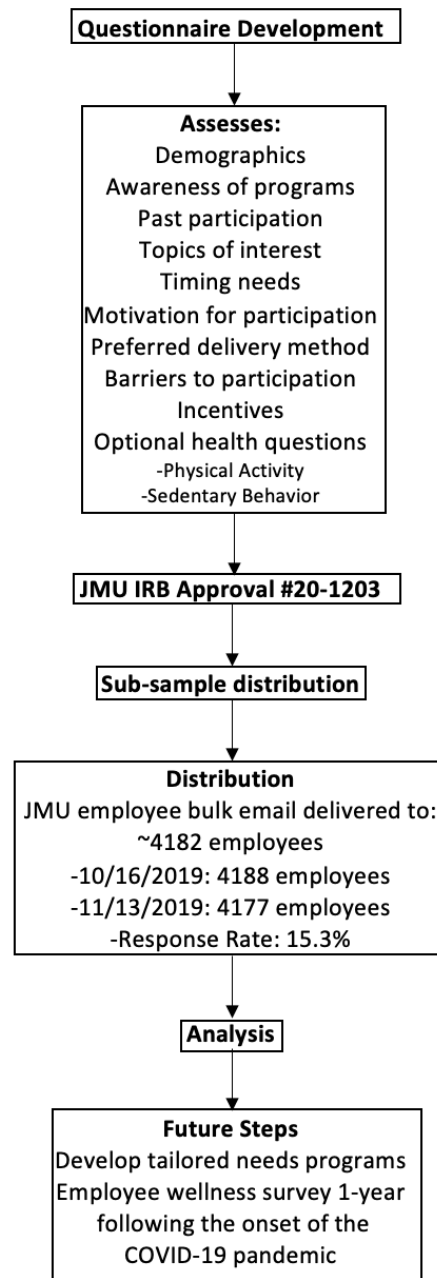 Questionnaire Development
Assesses:
Demographics
Awareness of programs
Past participation
Topics of interest
Timing needs
Motivation for participation
Preferred delivery method
Barriers to participation
Incentives
Optional health questions
-Physical Activity
-Sedentary Behavior
JMU IRB Approval #20-1203
Sub-sample distribution
Distribution
JMU employee bulk email delivered to:
~4182 employees
-10/16/2019: 4188 employees
-11/13/2019: 4177 employees
-Response Rate: 15.3%
Analysis
Future Steps
Develop tailored needs programs
Employee wellness survey 1-year
following the onset of the
COVID-19 pandemic